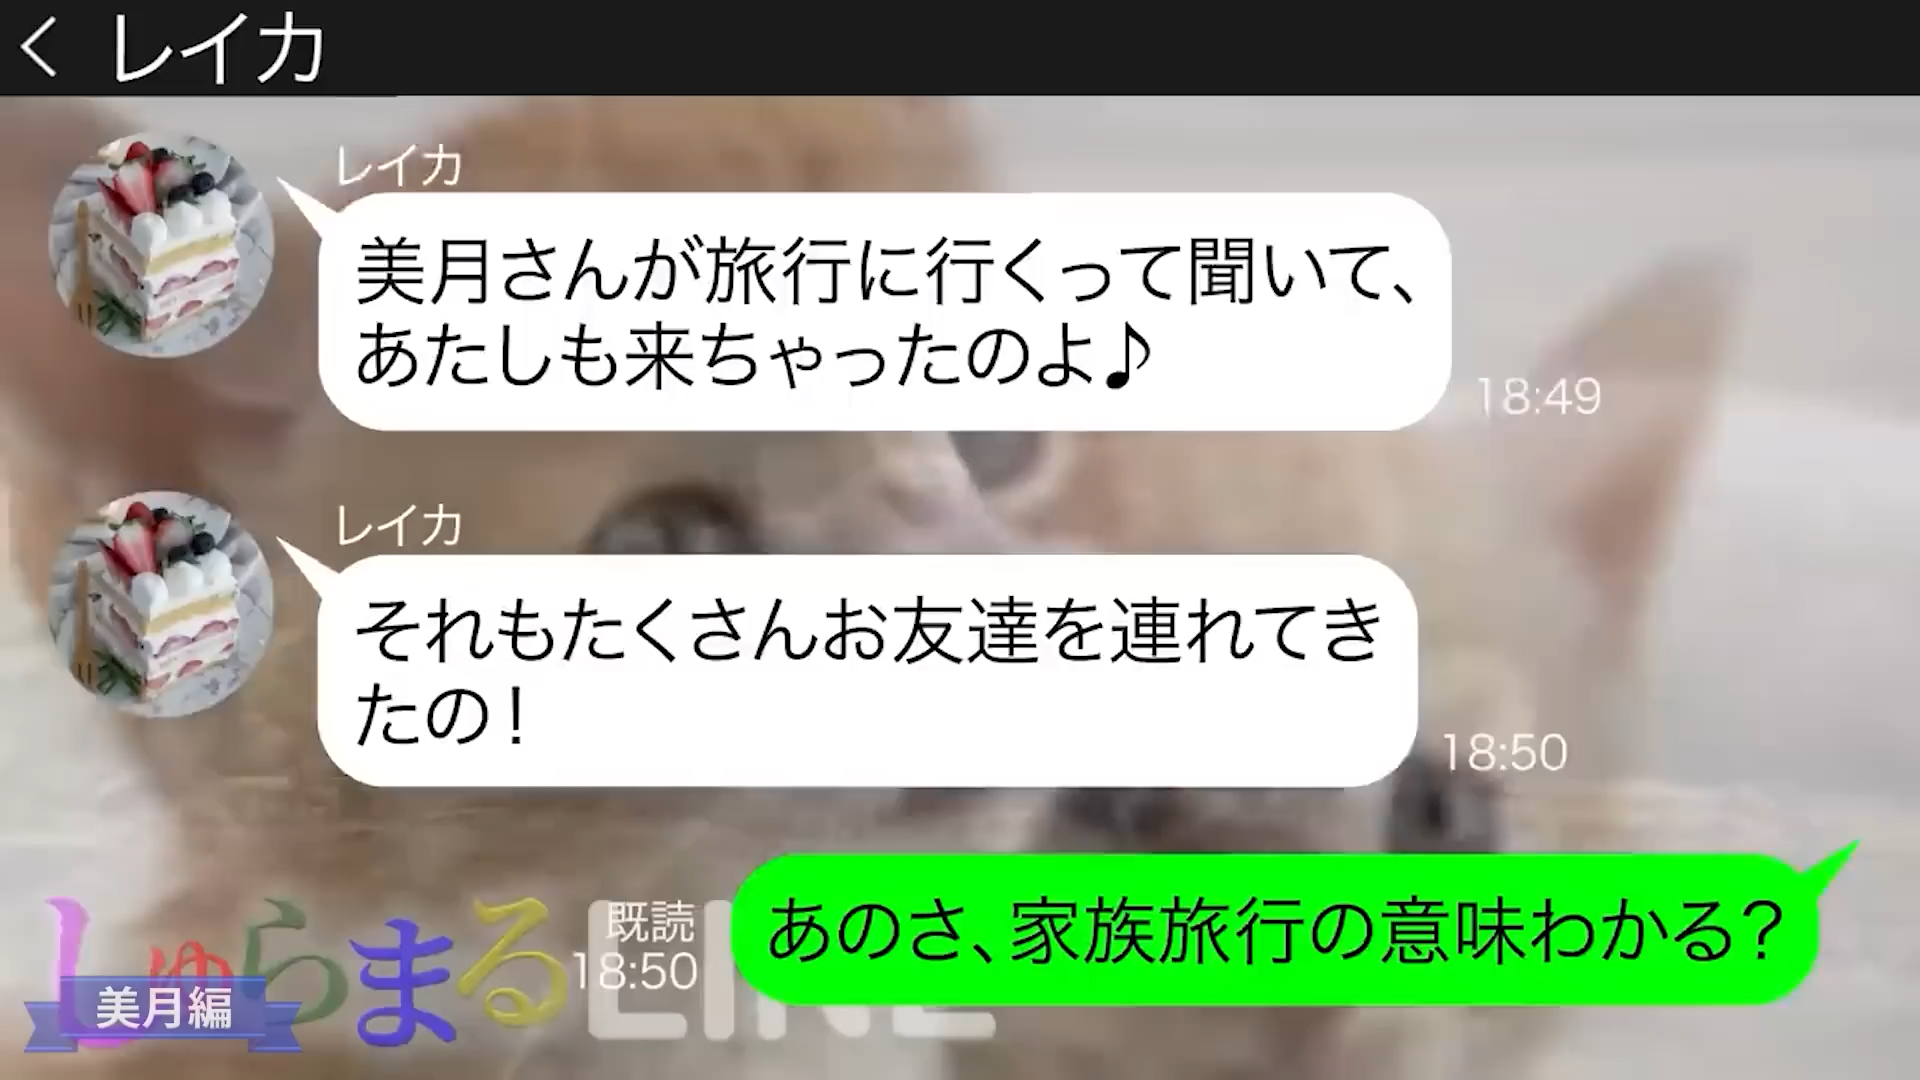 レイカ
レイカ
美月さんが旅行に行くって聞いて、
あたしも来ちゃったのよ♪
18:49
レイカ
それもたくさんお友達を連れてき
たの！
18:50
あのさ、家族旅行の意味わかる？
既読
18:50
しゅらまるLINE
美月編